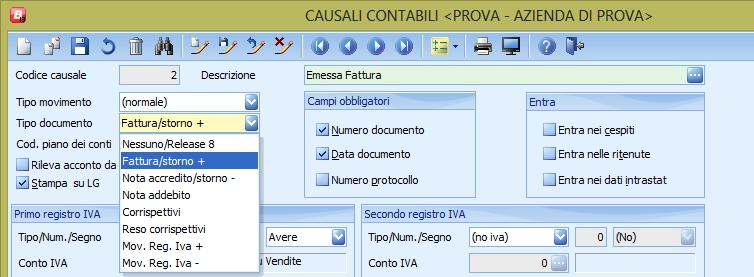 CAUSALI CONTABILI <PROVA - AZIENDA DI PROVA>
Codice causale 2 Descrizione Emessa Fattura
Tipo movimento (normale)
Tipo documento Fattura/storno +
Cod. piano dei conti
Rileva acconto da
Stampa su LG
Nessuno/Release 8
Fattura/storno +
Nota accredito/storno -
Nota addebito
Corrispettivi
Reso corrispettivi
Mov. Reg. Iva +
Mov. Reg. Iva -
Campi obbligatori
Numero documento
Data documento
Numero protocollo
Entra
Entra nei cespiti
Entra nelle ritenute
Entra nei dati intrastat
Primo registro IVA
Tipo/Num./Segno Avere
Conto IVA Vendite
Secondo registro IVA
Tipo/Num./Segno (no iva) 0 (No)
Conto IVA 0